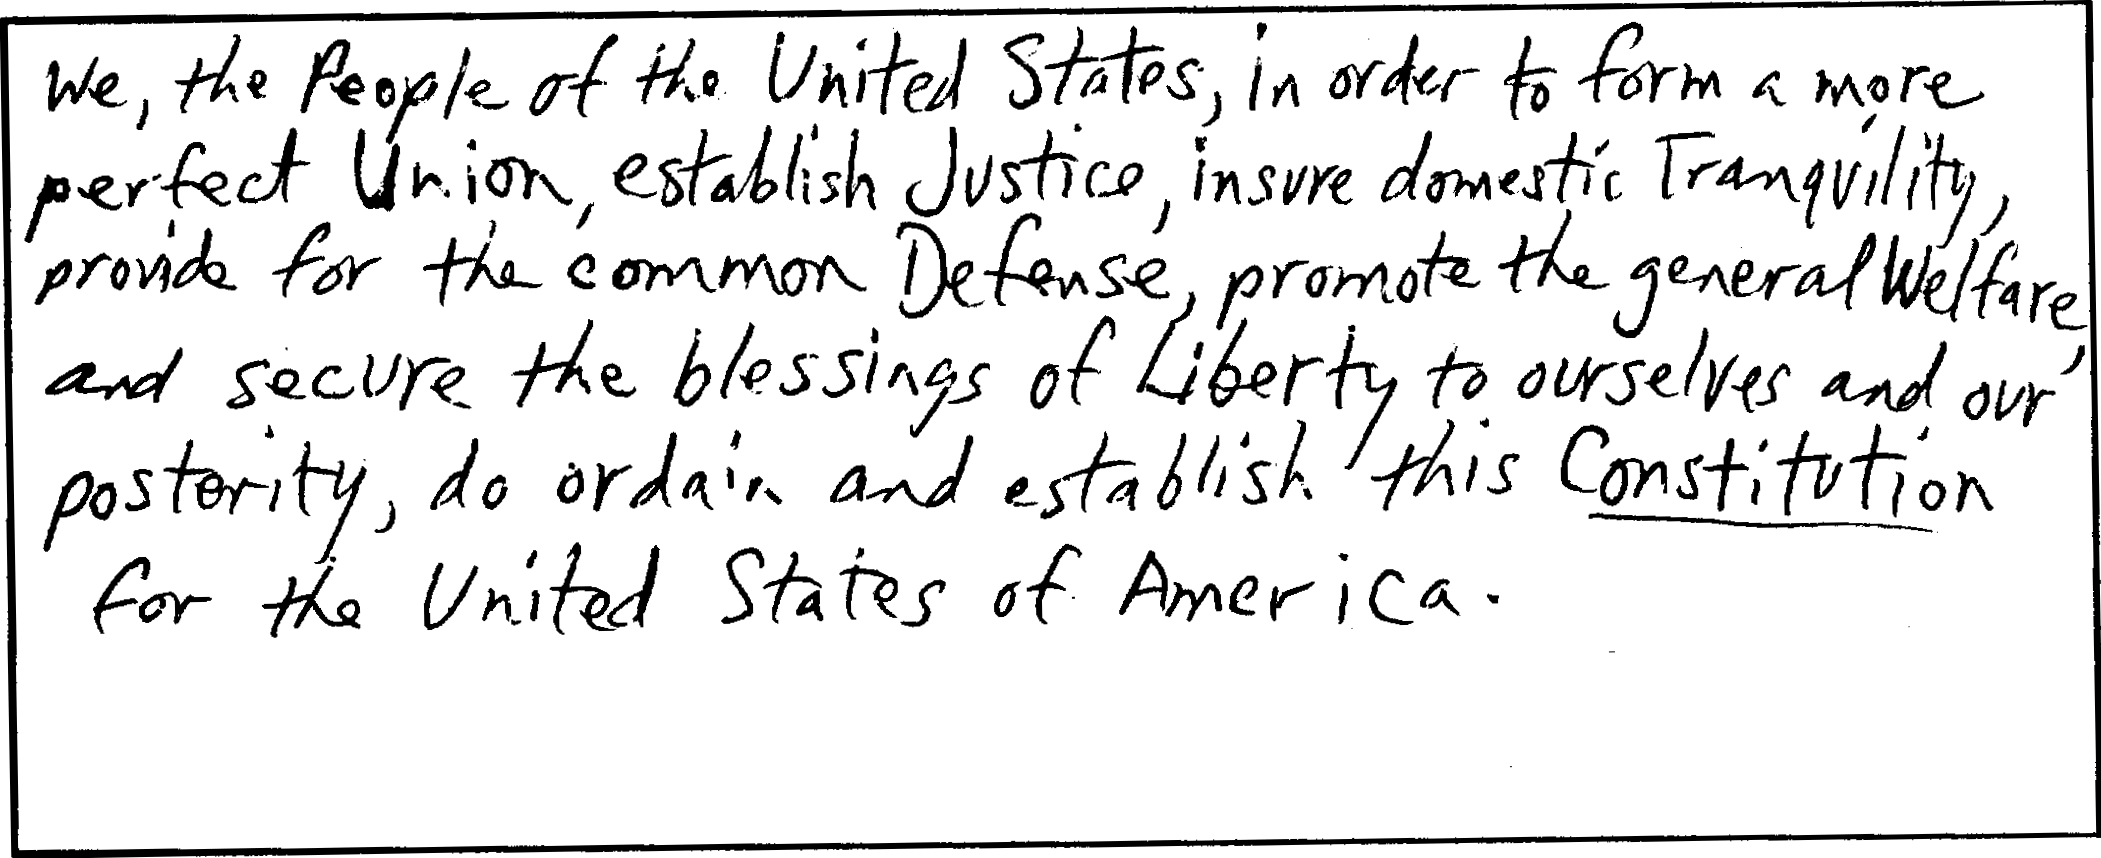 We, the People of the United States, in order to form a more
perfect Union, establish Justice, insure domestic Tranquility,
provide for the common Defense, promote the general Welfare,
and secure the blessings of Liberty to ourselves and our
posterity, do ordain and establish this Constitution
for the United States of America.